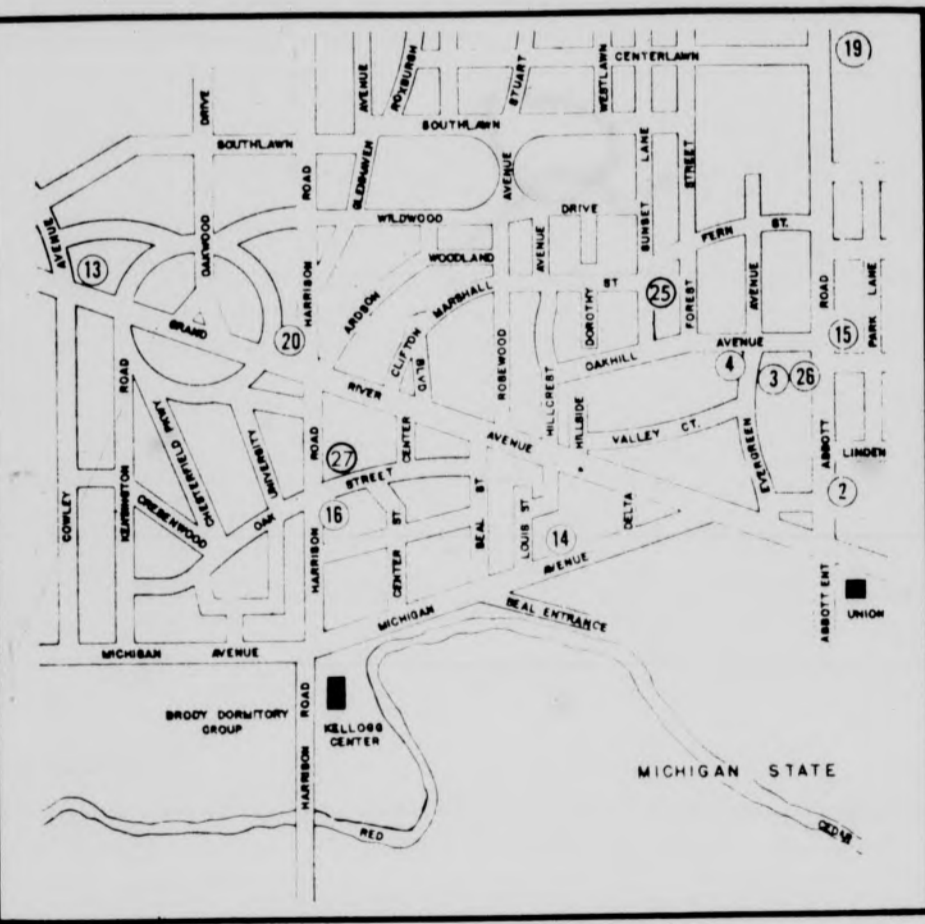 19
CENTERLAWN
WESTLAWN
STUART
ROXBURGH
AVENUE
DRIVE
SOUTHLAWN
SOUTHLAWN
ROAD
GLENHAVEN
AVENUE
LANE
STREET
WILDWOOD
DRIVE
SUNSET
FERN ST.
AVENUE
13
OAKWOOD
HARRISON
ARDSON
WOODLAND
AVENUE
MARSHALL
ST
DOROTHY
25
FOREST
AVENUE
ROAD
PARK LANE
GRAND
20
CLIFTON
BLVD
ROSEWOOD
OAKHILL
AVENUE
15
4
3
26
RIVER
AVENUE
HILLCREST
HILLSIDE
VALLEY CT.
EVERGREEN
ABBOTT
LINDEN
2
ROAD
KENSINGTON
COWLEY
CHESTERFIELD PKWY
UNIVERSITY
ROAD
27
CENTER
OAK STREET
16
HARRISON
CENTER ST
BEAL ST
LOUIS ST
14
DELTA
MICHIGAN AVENUE
BEAL ENTRANCE
ABBOTT ENT
UNION
MICHIGAN AVENUE
BRODY DORMITORY
GROUP
HARRISON ROAD
KELLOGG
CENTER
MICHIGAN STATE
RED
CEDAR